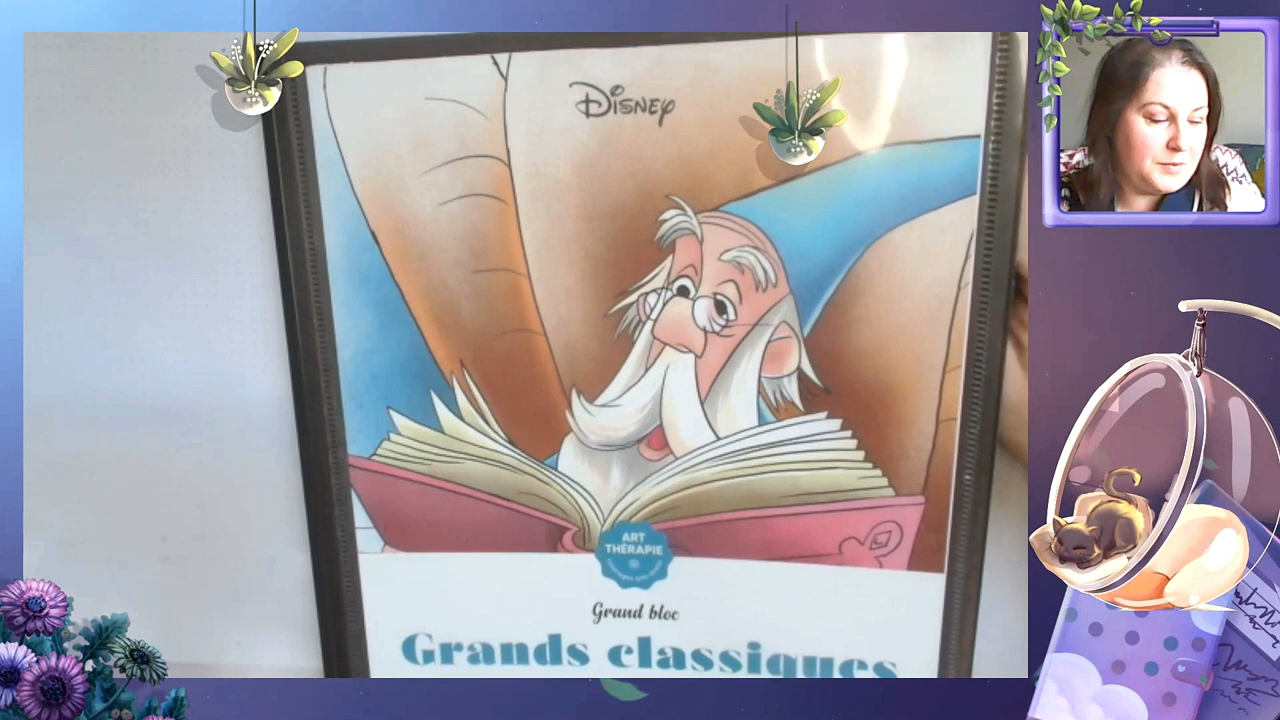 Disney
ART
THÉRAPIE
Grand bloc
Grands classiques